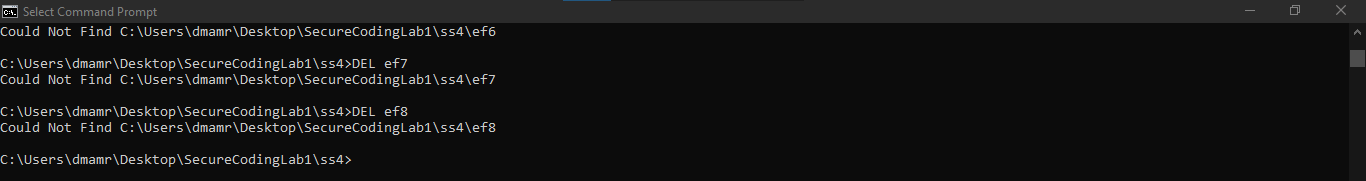 Select Command Prompt
Could Not Find C:\Users\dmamr\Desktop\SecureCodingLab1\ss4\ef6
C:\Users\dmamr\Desktop\SecureCodingLab1\ss4>DEL ef7
Could Not Find C:\Users\dmamr\Desktop\SecureCodingLab1\ss4\ef7
C:\Users\dmamr\Desktop\SecureCodingLab1\ss4>DEL ef8
Could Not Find C:\Users\dmamr\Desktop\SecureCodingLab1\ss4\ef8
C:\Users\dmamr\Desktop\SecureCodingLab1\ss4>